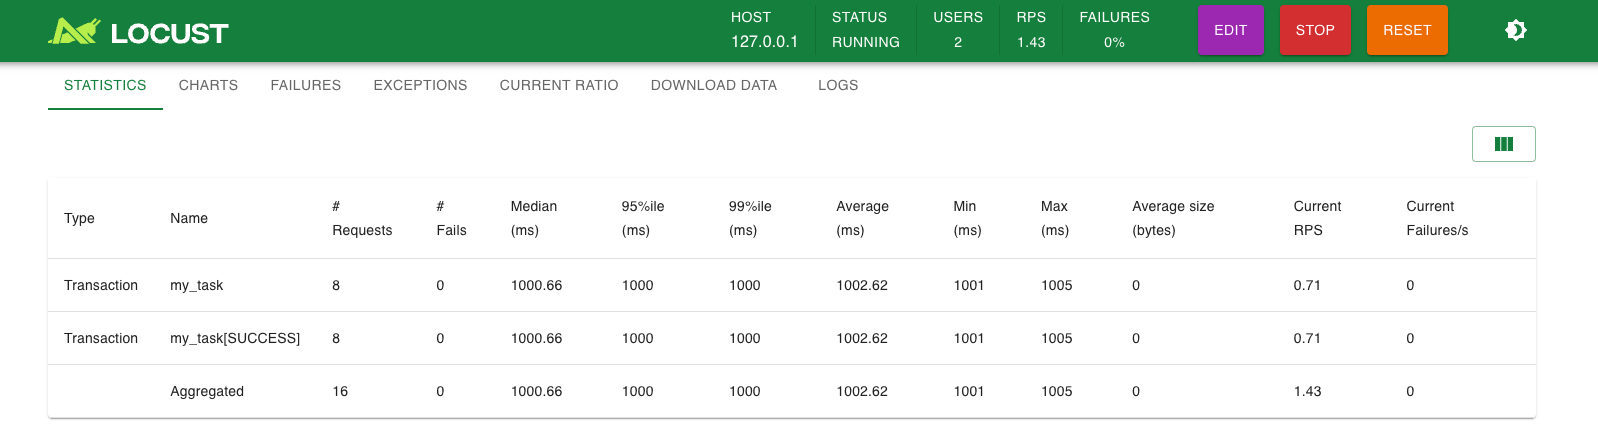 LOCUST
HOST STATUS USERS RPS FAILURES
127.0.0.1 RUNNING 2 1.43 0%
EDIT STOP RESET
STATISTICS CHARTS FAILURES EXCEPTIONS CURRENT RATIO DOWNLOAD DATA LOGS
Type Name # Requests # Fails Median (ms) 95%ile (ms) 99%ile (ms) Average (ms) Min (ms) Max (ms) Average size (bytes) Current RPS Current Failures/s
Transaction my_task 8 0 1000.66 1000 1000 1002.62 1001 1005 0 0.71 0
Transaction my_task[SUCCESS] 8 0 1000.66 1000 1000 1002.62 1001 1005 0 0.71 0
Aggregated 16 0 1000.66 1000 1000 1002.62 1001 1005 0 1.43 0